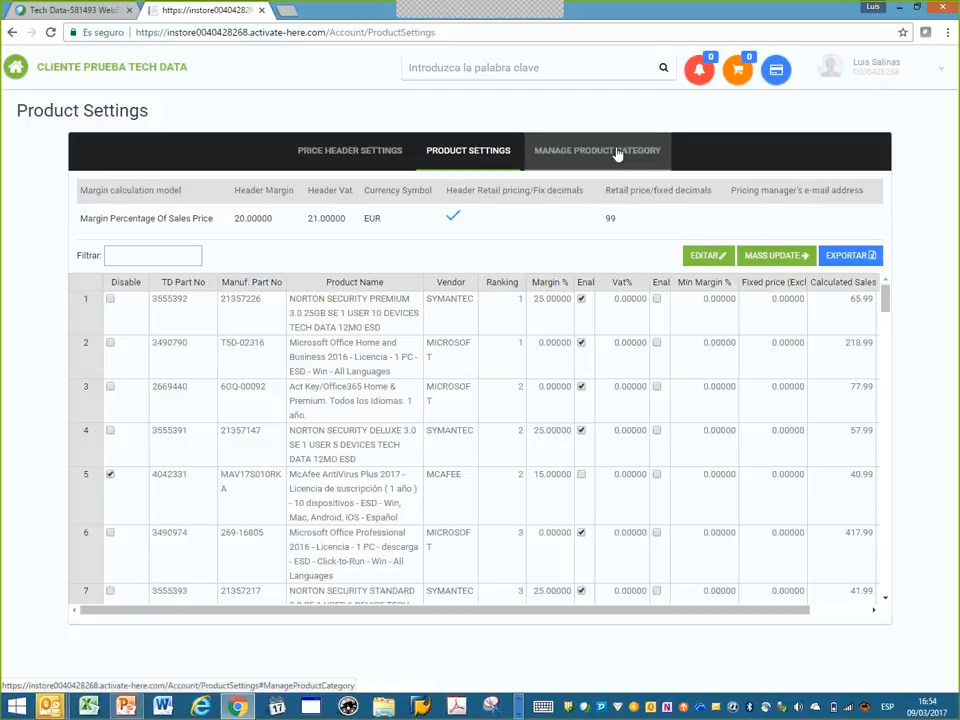 Tech Data-581493 WebE
https://instore00404282
Luis
Es seguro | https://instore0040428268.activate-here.com/Account/ProductSettings
CLIENTE PRUEBA TECH DATA
Introduzca la palabra clave
0
0
Luis Salinas
0000428268
Product Settings
PRICE HEADER SETTINGS
PRODUCT SETTINGS
MANAGE PRODUCT CATEGORY
Margin calculation model Header Margin Header Vat Currency Symbol Header Retail pricing/Fix decimals Retail price/fixed decimals Pricing manager's e-mail address
Margin Percentage Of Sales Price 20.00000 21.00000 EUR 99
Filtrar:
EDITAR
MASS UPDATE
EXPORTAR
Disable TD Part No Manuf. Part No Product Name Vendor Ranking Margin % Enal Vat% Enal Min Margin % Fixed price (Excl Calculated Sales
1 3555392 21357226 NORTON SECURITY PREMIUM SYMANTEC 1 25.00000 0.00000 0.00000 0.00000 65.99
3.0 25GB SE 1 USER 10 DEVICES
TECH DATA 12MO ESD
2 3490790 T5D-02316 Microsoft Office Home and MICROSOF 1 0.00000 0.00000 0.00000 0.00000 218.99
Business 2016 - Licencia - 1 PC - T
ESD - Win - All Languages
3 2669440 6GQ-00092 Act Key/Office365 Home & MICROSOF 2 0.00000 0.00000 0.00000 0.00000 77.99
Premium. Todos los Idiomas. 1 T
año.
4 3555391 21357147 NORTON SECURITY DELUXE 3.0 SYMANTEC 2 25.00000 0.00000 0.00000 0.00000 57.99
SE 1 USER 5 DEVICES TECH
DATA 12MO ESD
5 4042331 MAV17S010RK McAfee AntiVirus Plus 2017 - MCAFEE 2 15.00000 0.00000 0.00000 0.00000 40.99
A Licencia de suscripción ( 1 año )
- 10 dispositivos - ESD - Win,
Mac, Android, iOS - Español
6 3490974 269-16805 Microsoft Office Professional MICROSOF 3 0.00000 0.00000 0.00000 0.00000 417.99
2016 - Licencia - 1 PC - descarga T
- ESD - Click-to-Run - Win - All
Languages
7 3555393 21357217 NORTON SECURITY STANDARD SYMANTEC 3 25.00000 0.00000 0.00000 0.00000 41.99
https://instore0040428268.activate-here.com/Account/ProductSettings#ManageProductCategory
17
ESP
16:54
09/03/2017